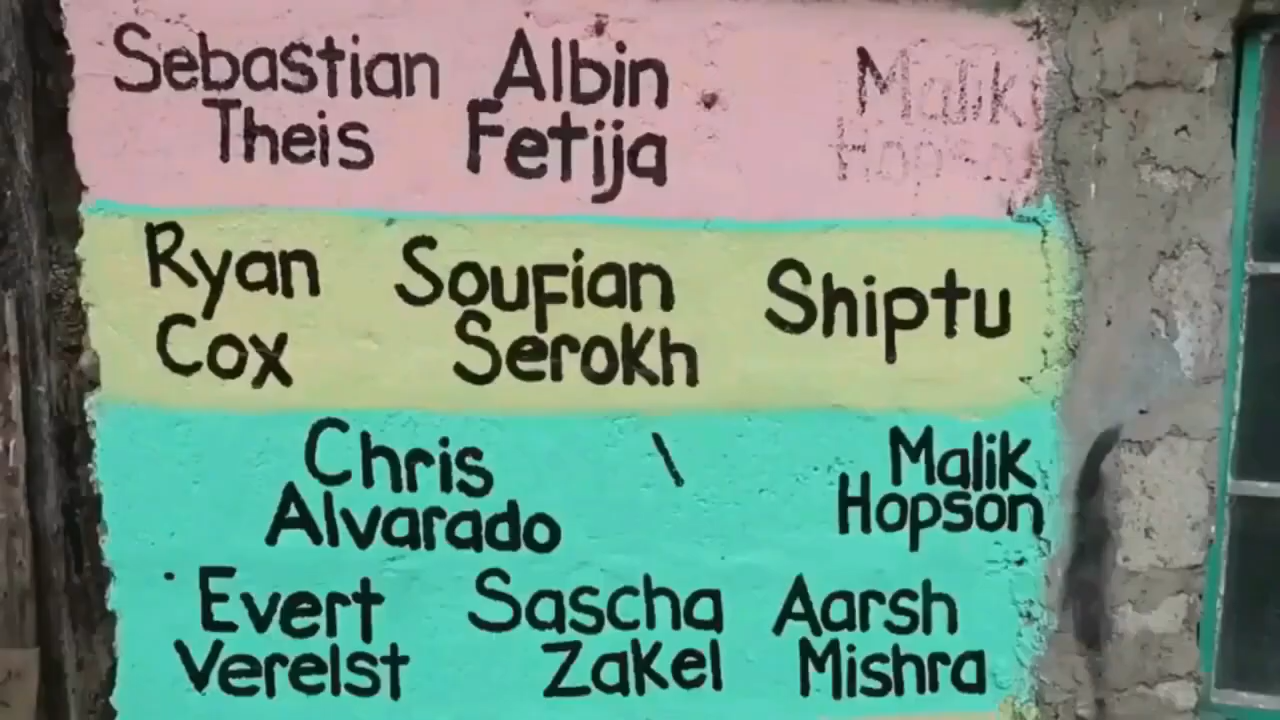 Sebastian Albin Malik
Theis Fetija Hopso
Ryan Soufian Shiptu
Cox Serokh
Chris \ Malik
Alvarado Hopson
Evert Sascha Aarsh
Verelst Zakel Mishra